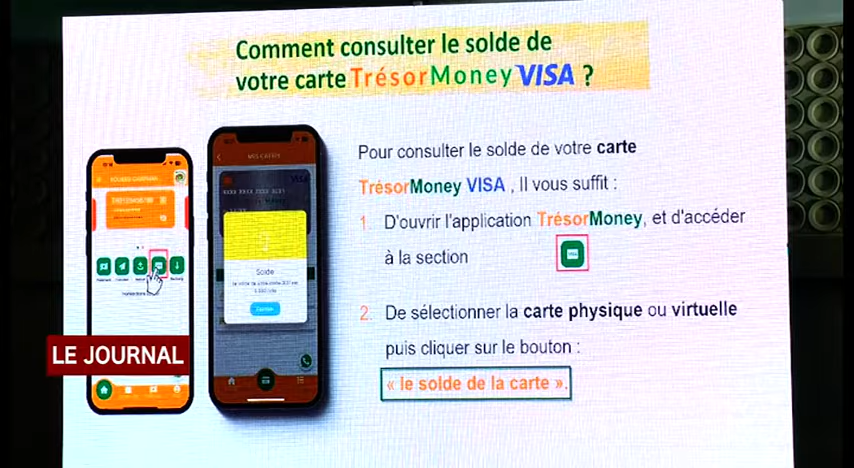 Comment consulter le solde de
votre carte TrésorMoney VISA ?
Pour consulter le solde de votre carte
TrésorMoney VISA , Il vous suffit :
1. D'ouvrir l'application TrésorMoney, et d'accéder
à la section
2. De sélectionner la carte physique ou virtuelle
puis cliquer sur le bouton :
« le solde de la carte ».
MES CARTES
VISA
Solde
LE JOURNAL